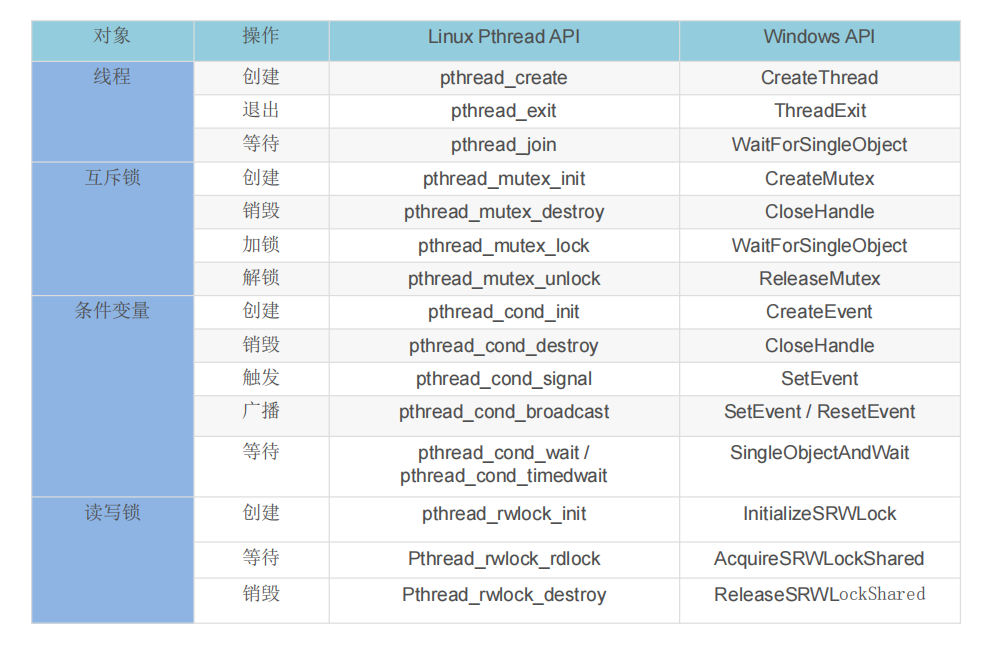 对象 操作 Linux Pthread API Windows API
线程 创建 pthread_create CreateThread
退出 pthread_exit ThreadExit
等待 pthread_join WaitForSingleObject
互斥锁 创建 pthread_mutex_init CreateMutex
销毁 pthread_mutex_destroy CloseHandle
加锁 pthread_mutex_lock WaitForSingleObject
解锁 pthread_mutex_unlock ReleaseMutex
条件变量 创建 pthread_cond_init CreateEvent
销毁 pthread_cond_destroy CloseHandle
触发 pthread_cond_signal SetEvent
广播 pthread_cond_broadcast SetEvent / ResetEvent
等待 pthread_cond_wait / SingleObjectAndWait
pthread_cond_timedwait
读写锁 创建 pthread_rwlock_init InitializeSRWLock
等待 Pthread_rwlock_rdlock AcquireSRWLockShared
销毁 Pthread_rwlock_destroy ReleaseSRWLockShared